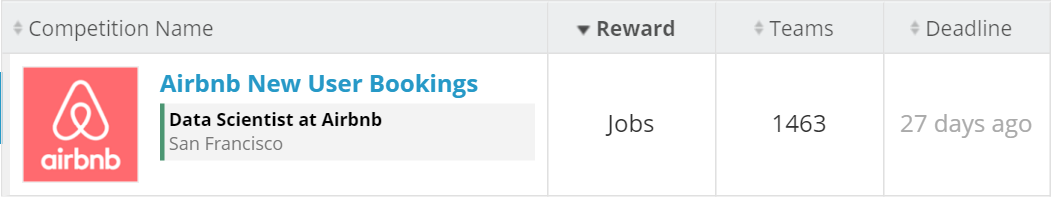 Competition Name Reward Teams Deadline
airbnb
Airbnb New User Bookings
Data Scientist at Airbnb
San Francisco
Jobs 1463 27 days ago